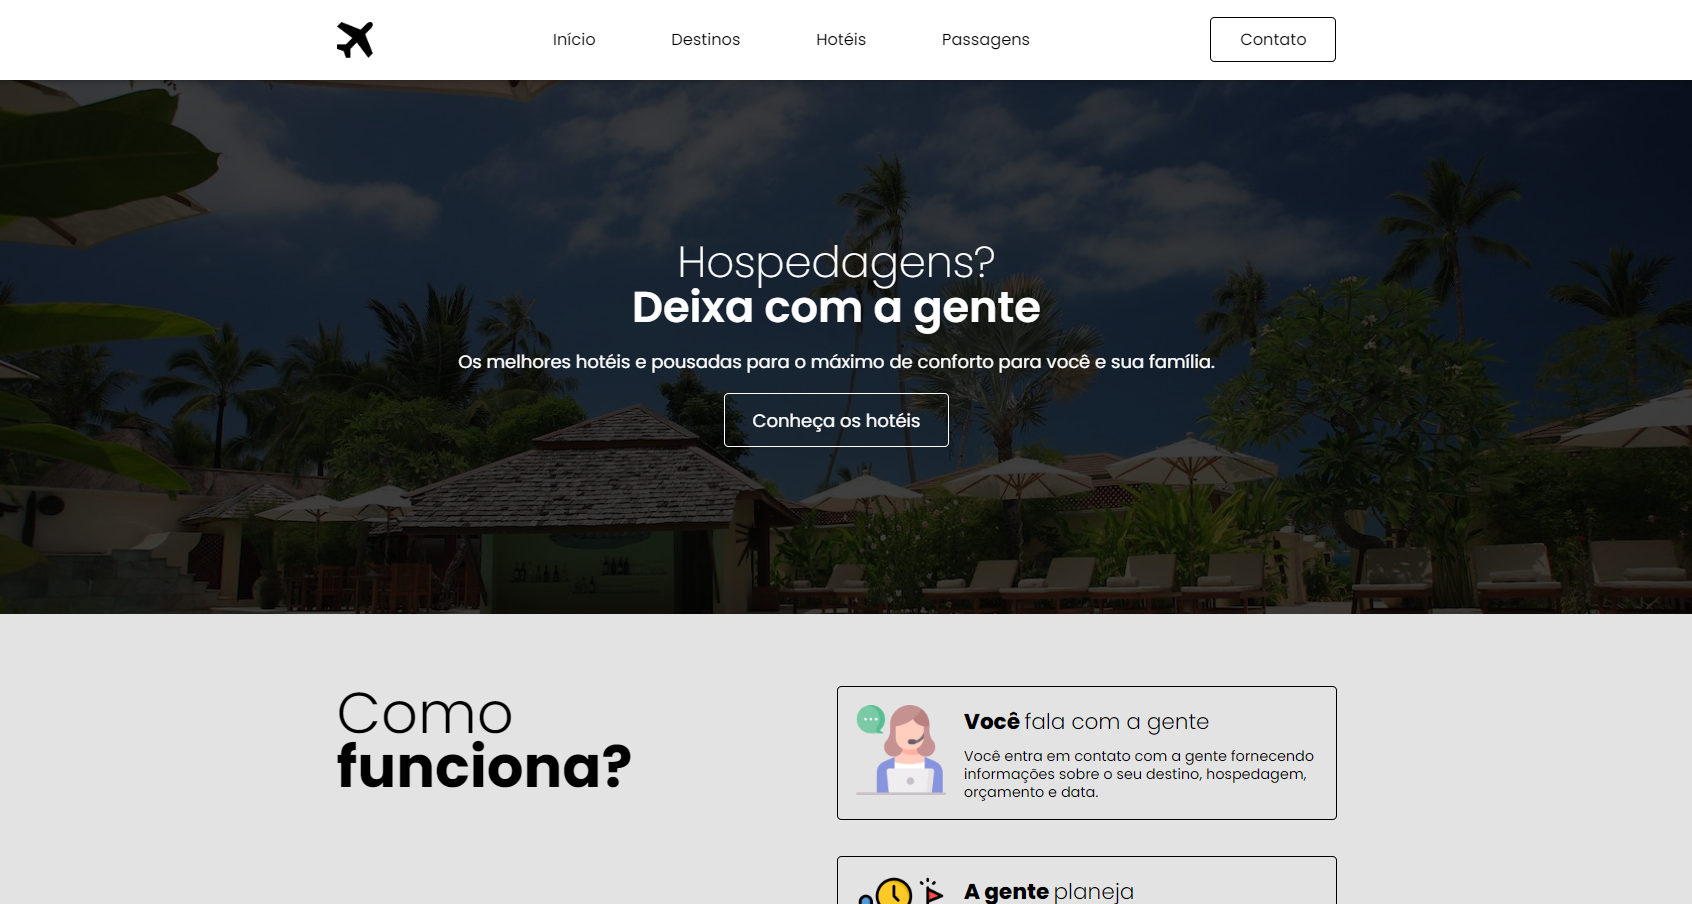 Início Destinos Hotéis Passagens Contato
Hospedagens?
Deixa com a gente
Os melhores hotéis e pousadas para o máximo de conforto para você e sua família.
Conheça os hotéis
Como
funciona?
Você fala com a gente
Você entra em contato com a gente fornecendo
informações sobre o seu destino, hospedagem,
orçamento e data.
A gente planeja